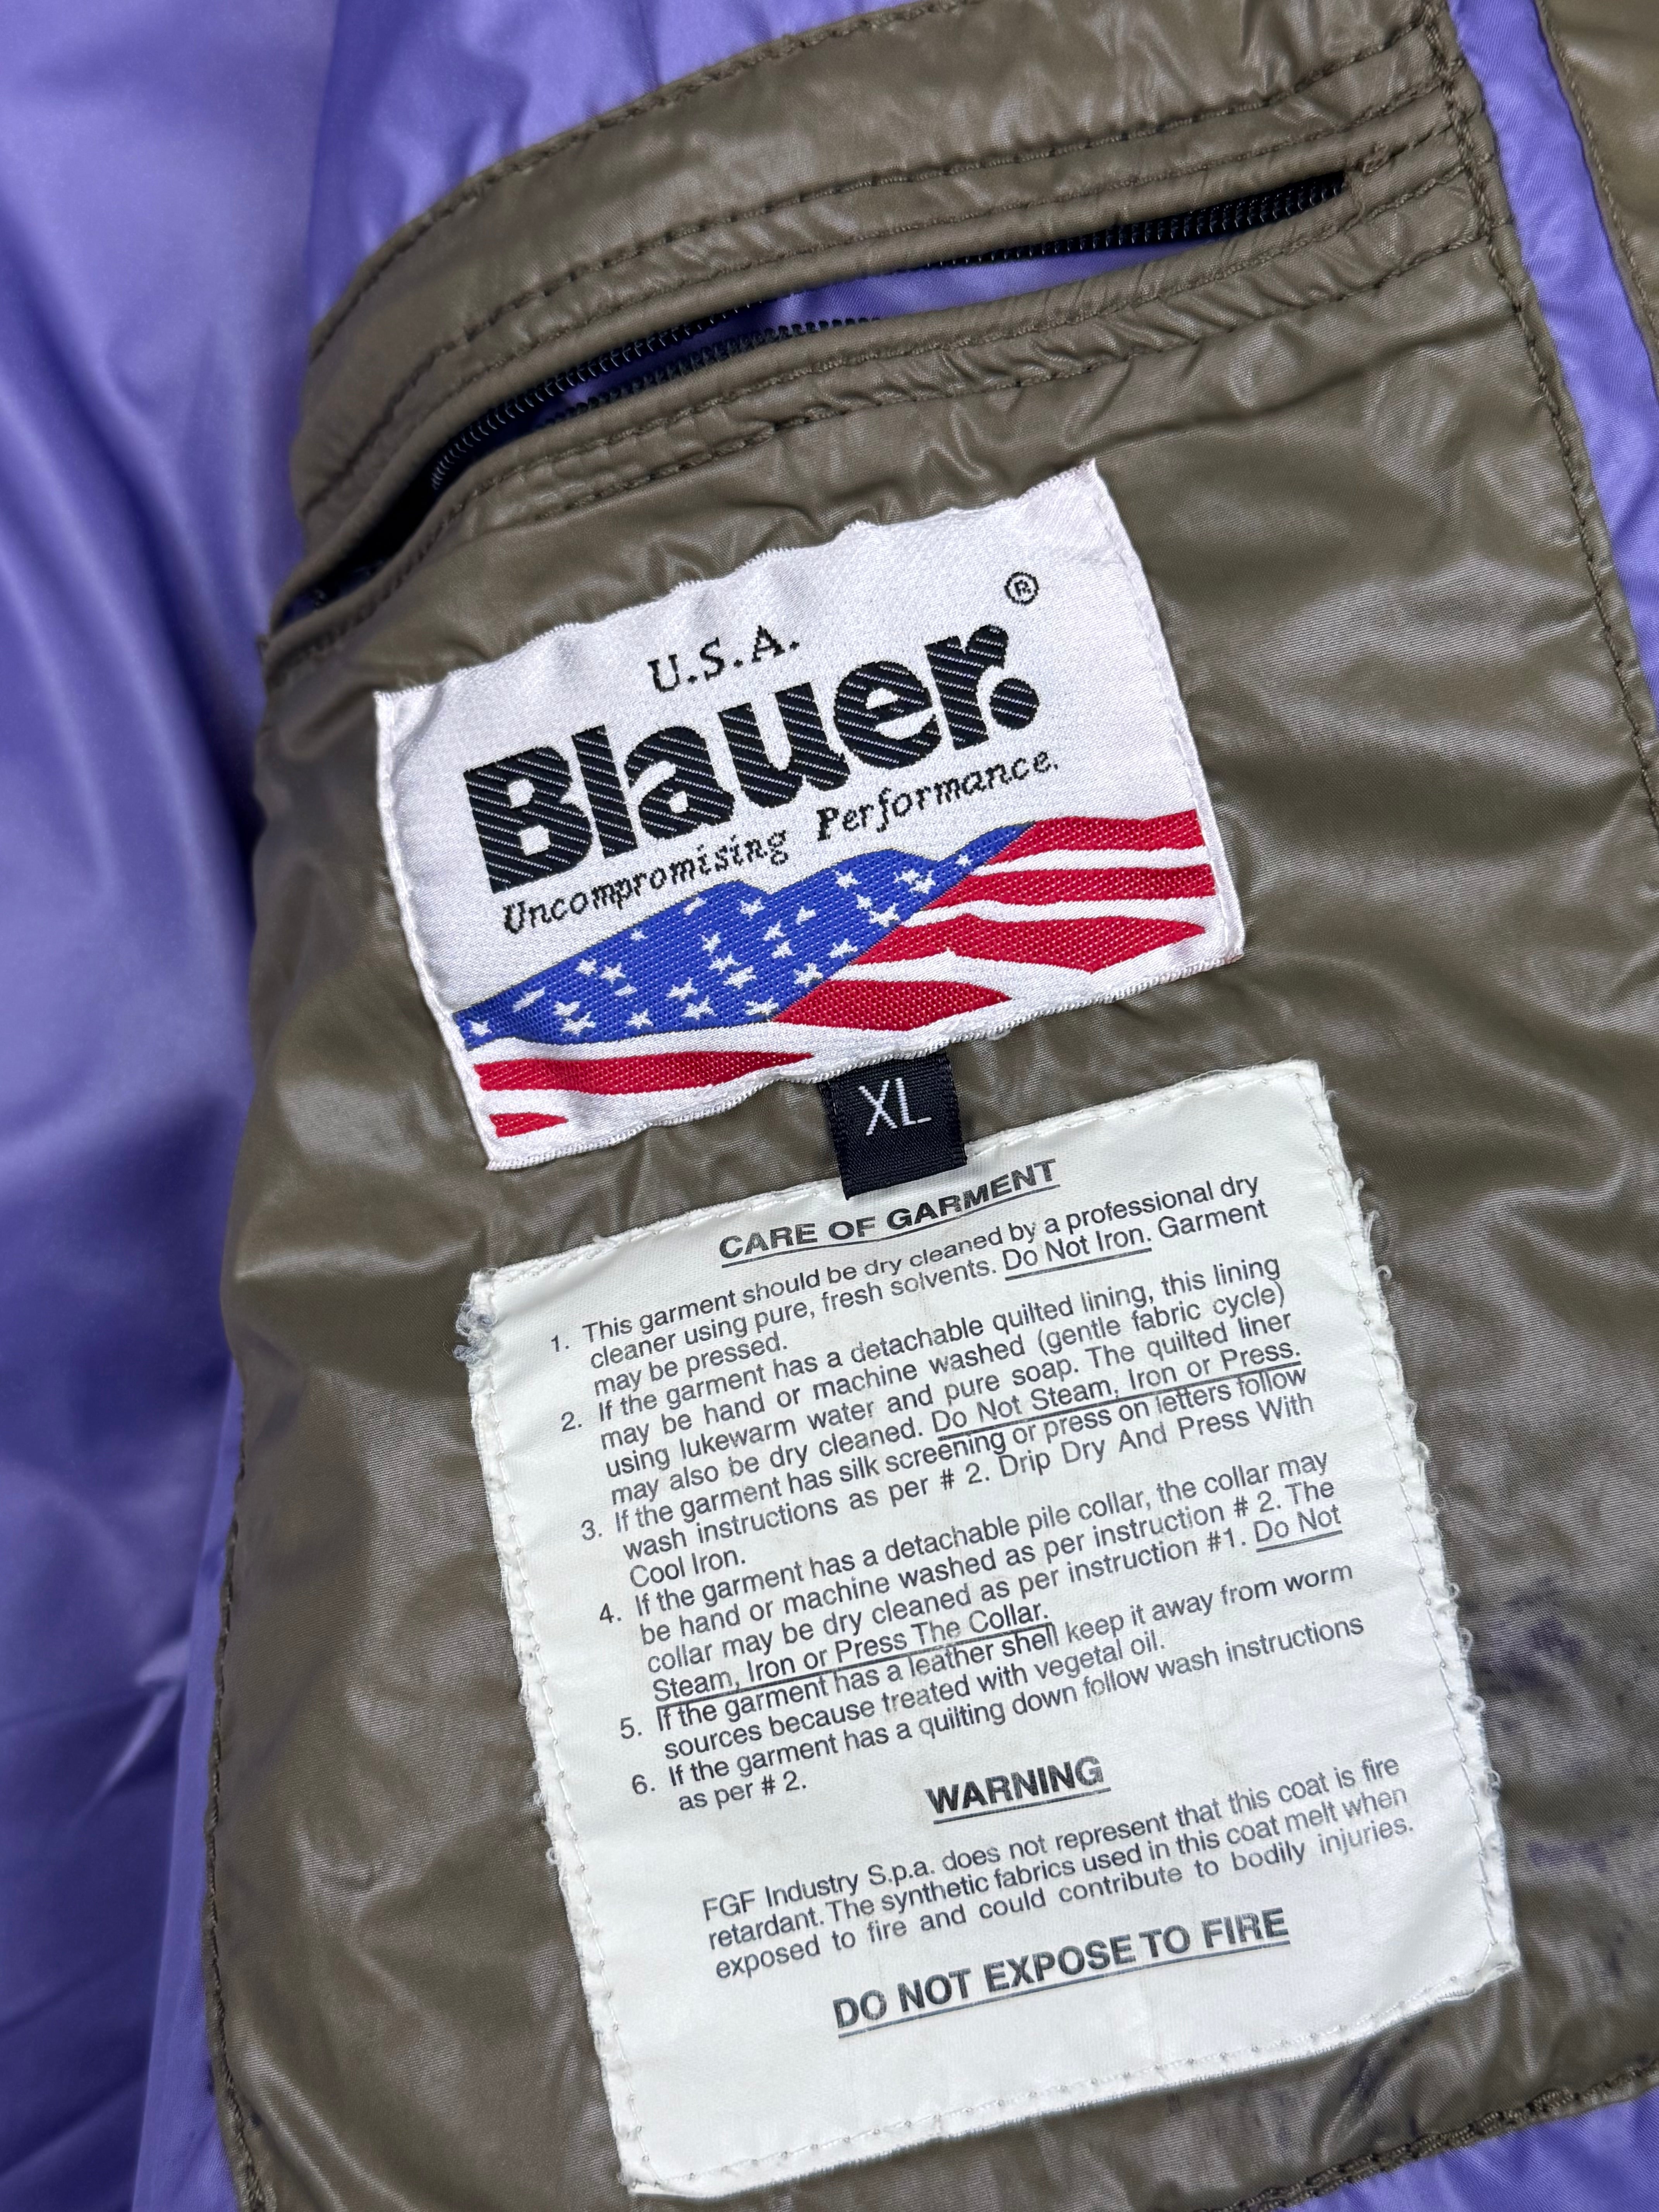 ®
U.S.A.
Blauer.
Uncompromising Performance.
XL
CARE OF GARMENT
1. This garment should be dry cleaned by a professional dry
cleaner using pure, fresh solvents. Do Not Iron. Garment
may be pressed.
2. If the garment has a detachable quilted lining, this lining
may be hand or machine washed (gentle fabric cycle)
using lukewarm water and pure soap. The quilted liner
may also be dry cleaned. Do Not Steam, Iron or Press.
3. If the garment has silk screening or press on letters follow
wash instructions as per # 2. Drip Dry And Press With
Cool Iron.
4. If the garment has a detachable pile collar, the collar may
be hand or machine washed as per instruction # 2. The
collar may be dry cleaned as per instruction #1. Do Not
Steam, Iron or Press The Collar.
5. If the garment has a leather shell keep it away from worm
sources because treated with vegetal oil.
6. If the garment has a quilting down follow wash instructions
as per # 2.
WARNING
FGF Industry S.p.a. does not represent that this coat is fire
retardant. The synthetic fabrics used in this coat melt when
exposed to fire and could contribute to bodily injuries.
DO NOT EXPOSE TO FIRE